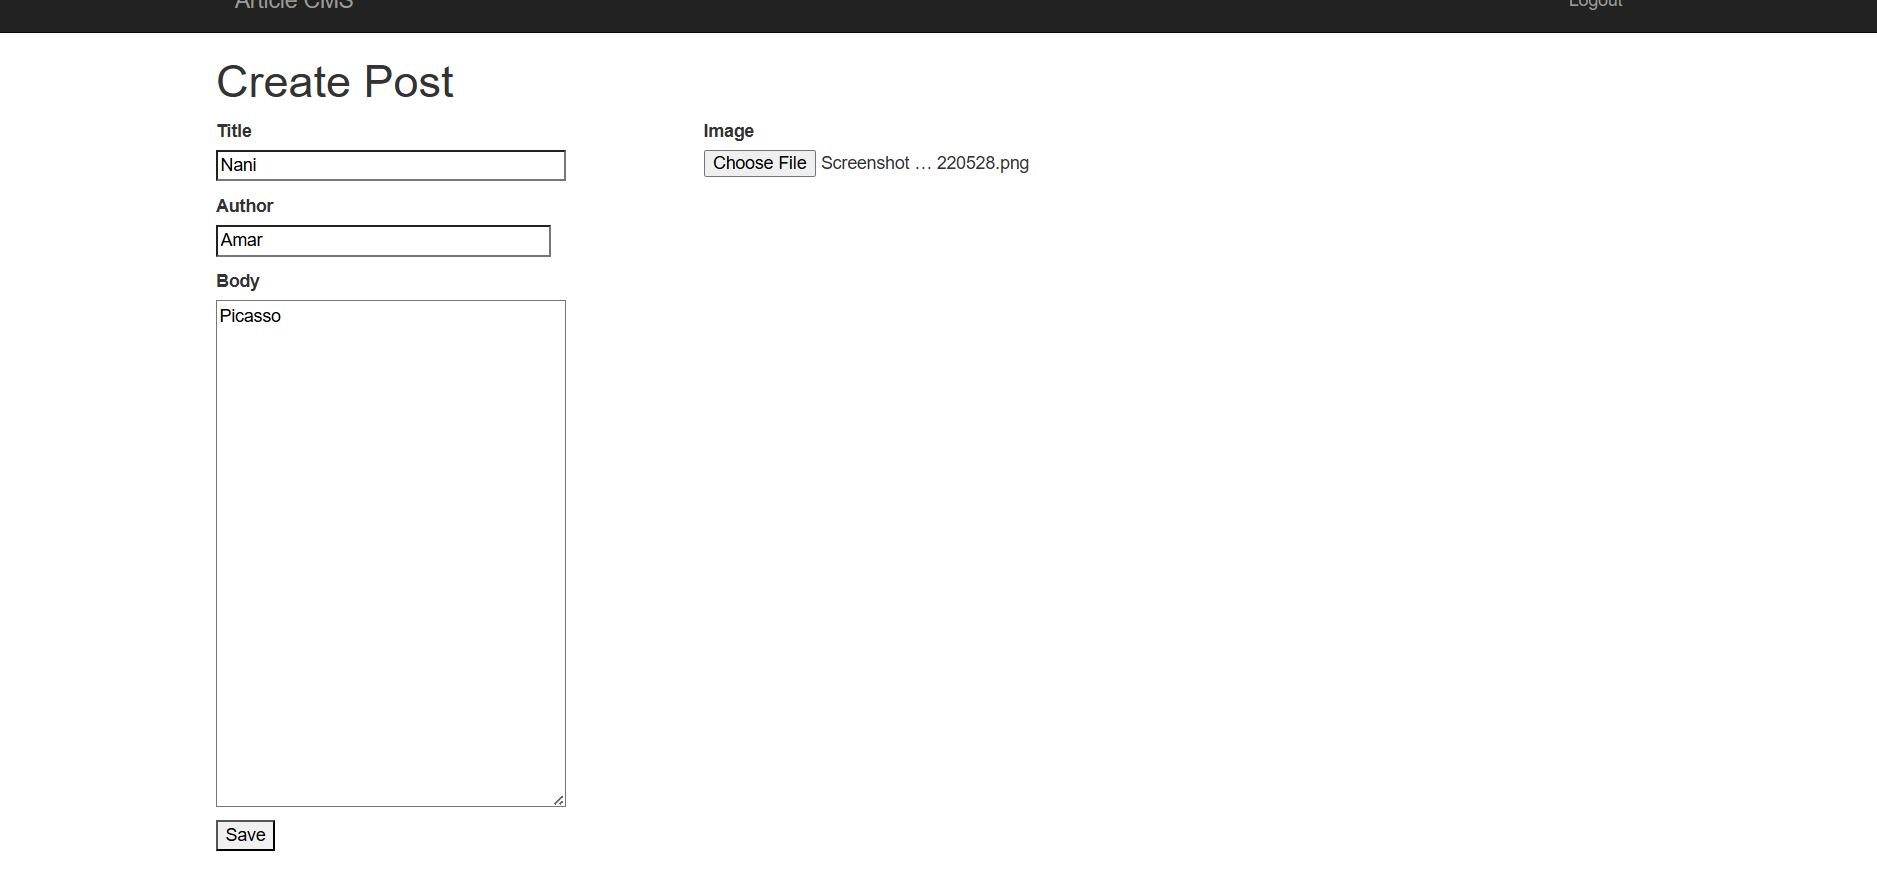 Article CMS
Logout
Create Post
Title
Nani
Author
Amar
Body
Picasso
Save
Image
Choose File Screenshot … 220528.png